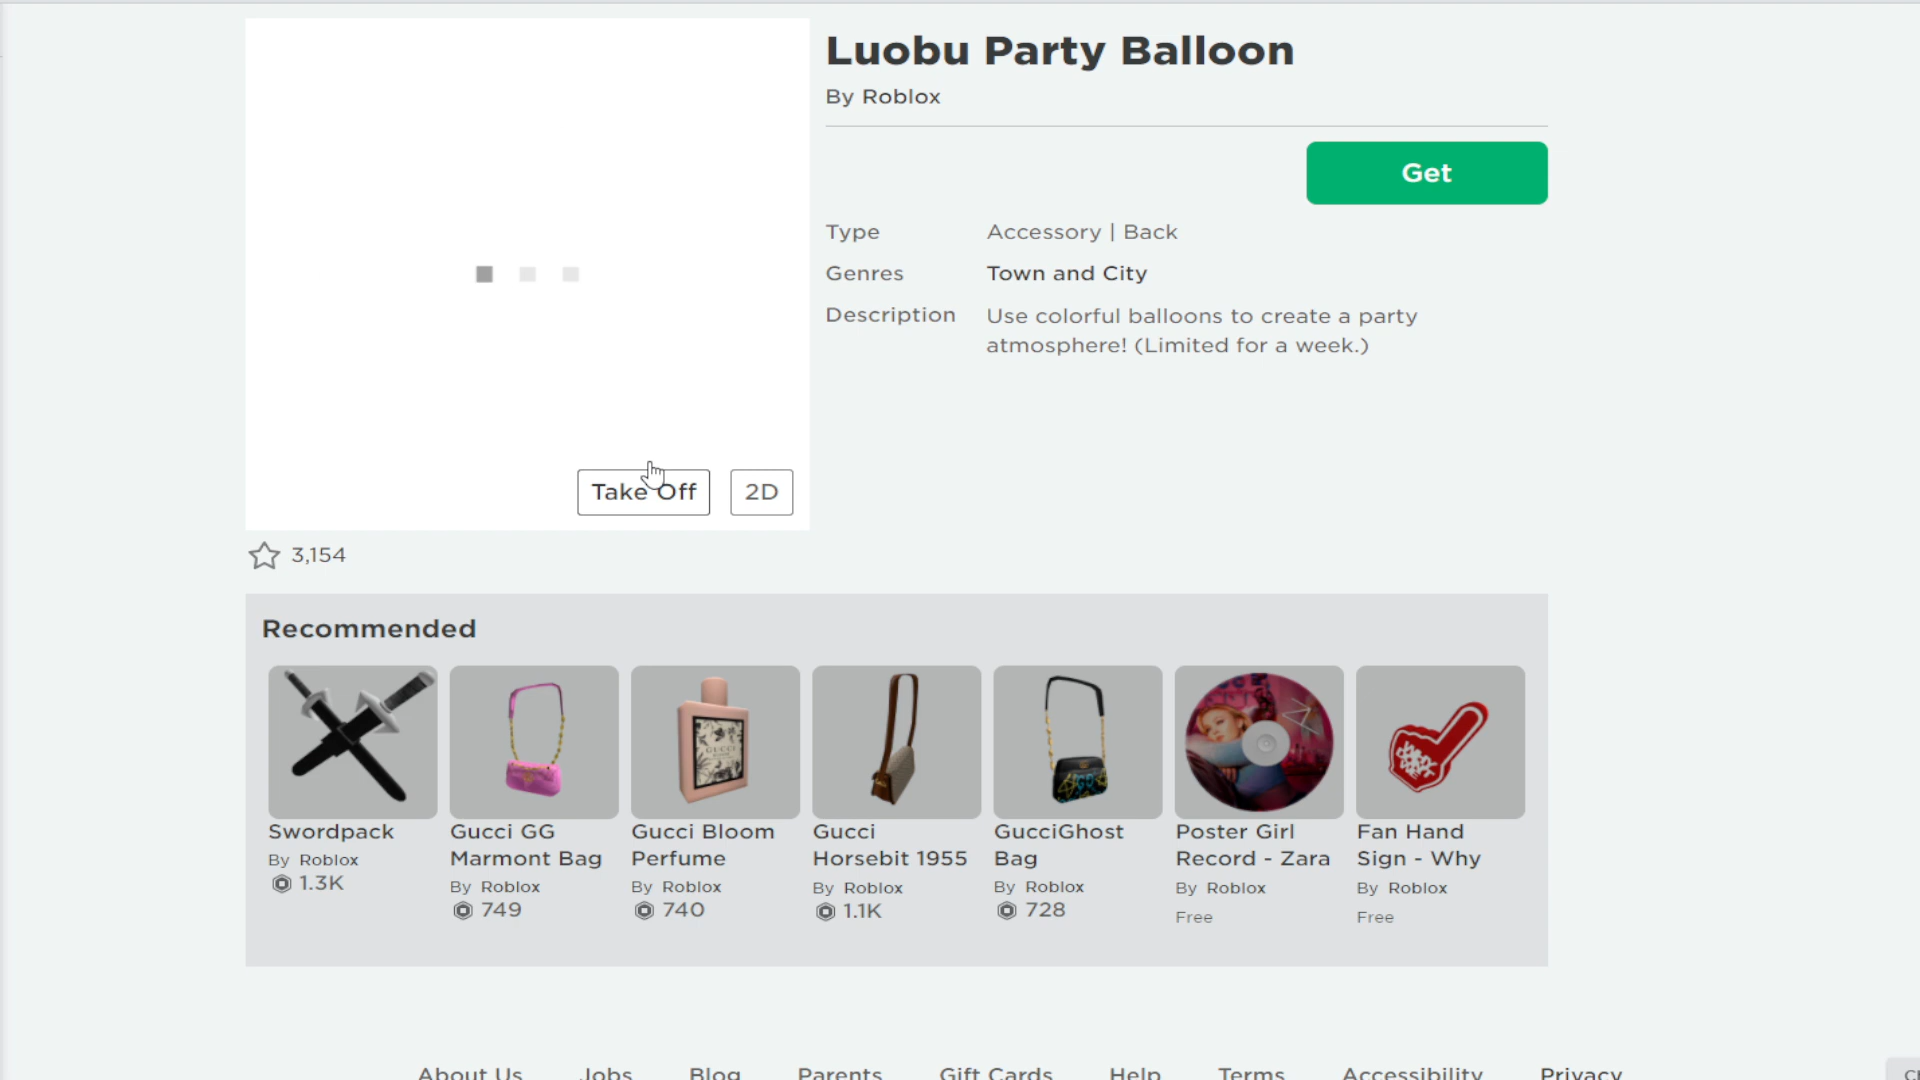 Luobu Party Balloon
By Roblox
Get
Type
Accessory | Back
Genres
Town and City
Description
Use colorful balloons to create a party
atmosphere! (Limited for a week.)
Take Off
2D
3,154
Recommended
Swordpack
By Roblox
1.3K
Gucci GG
Marmont Bag
By Roblox
749
Gucci Bloom
Perfume
By Roblox
740
Gucci
Horsebit 1955
By Roblox
1.1K
GucciGhost
Bag
By Roblox
728
Poster Girl
Record - Zara
By Roblox
Free
Fan Hand
Sign - Why
By Roblox
Free
About Us
Jobs
Blog
Parents
Gift Cards
Help
Terms
Accessibility
Privacy